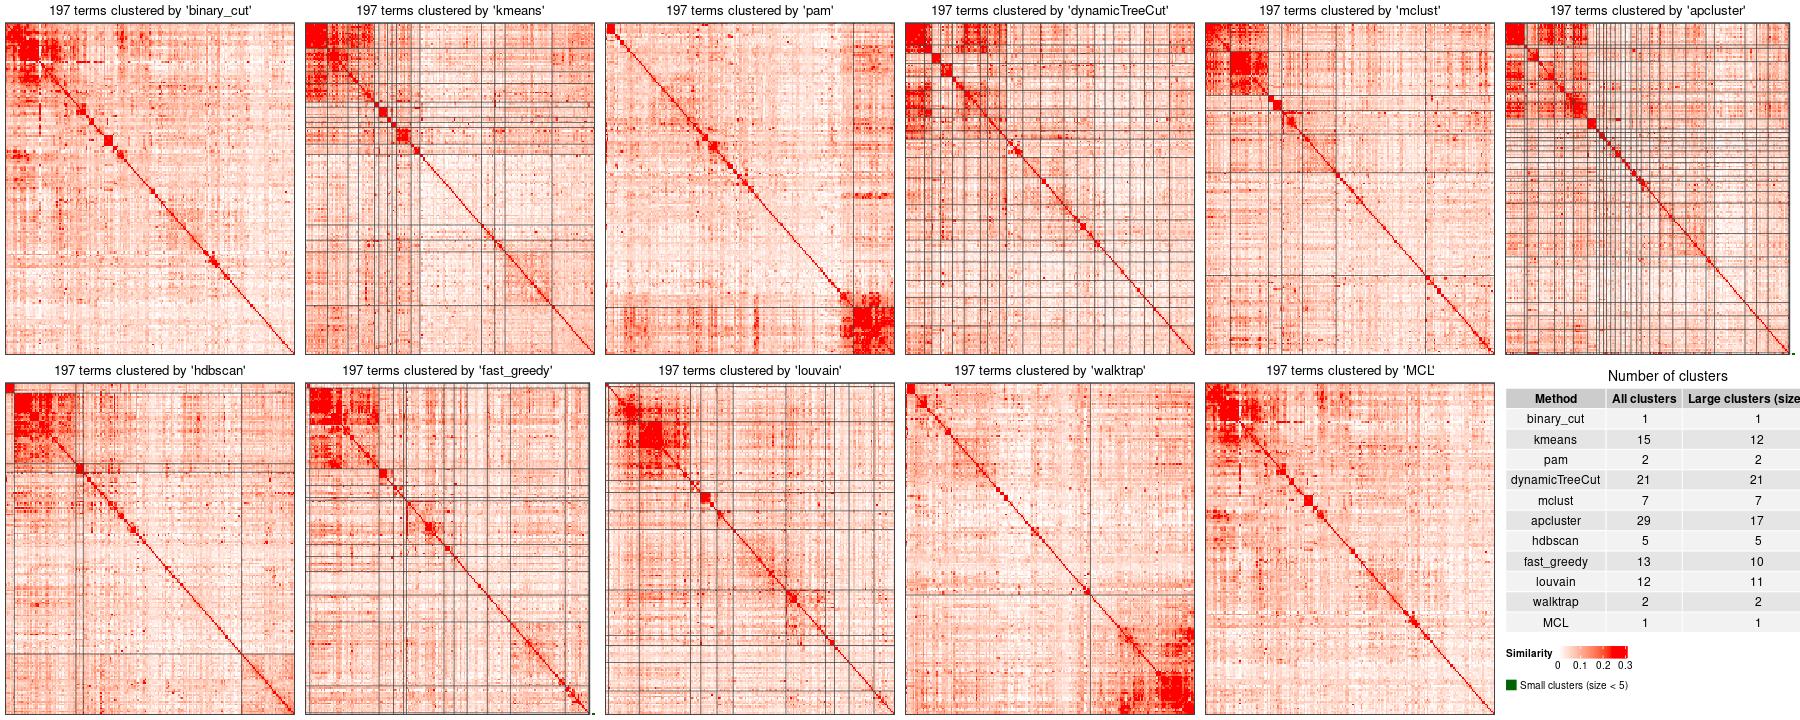 197 terms clustered by 'binary_cut'
197 terms clustered by 'kmeans'
197 terms clustered by 'pam'
197 terms clustered by 'dynamicTreeCut'
197 terms clustered by 'mclust'
197 terms clustered by 'apcluster'
197 terms clustered by 'hdbscan'
197 terms clustered by 'fast_greedy'
197 terms clustered by 'louvain'
197 terms clustered by 'walktrap'
197 terms clustered by 'MCL'
Number of clusters
Method All clusters Large clusters (size
binary_cut 1 1
kmeans 15 12
pam 2 2
dynamicTreeCut 21 21
mclust 7 7
apcluster 29 17
hdbscan 5 5
fast_greedy 13 10
louvain 12 11
walktrap 2 2
MCL 1 1
Similarity
0 0.1 0.2 0.3
Small clusters (size < 5)